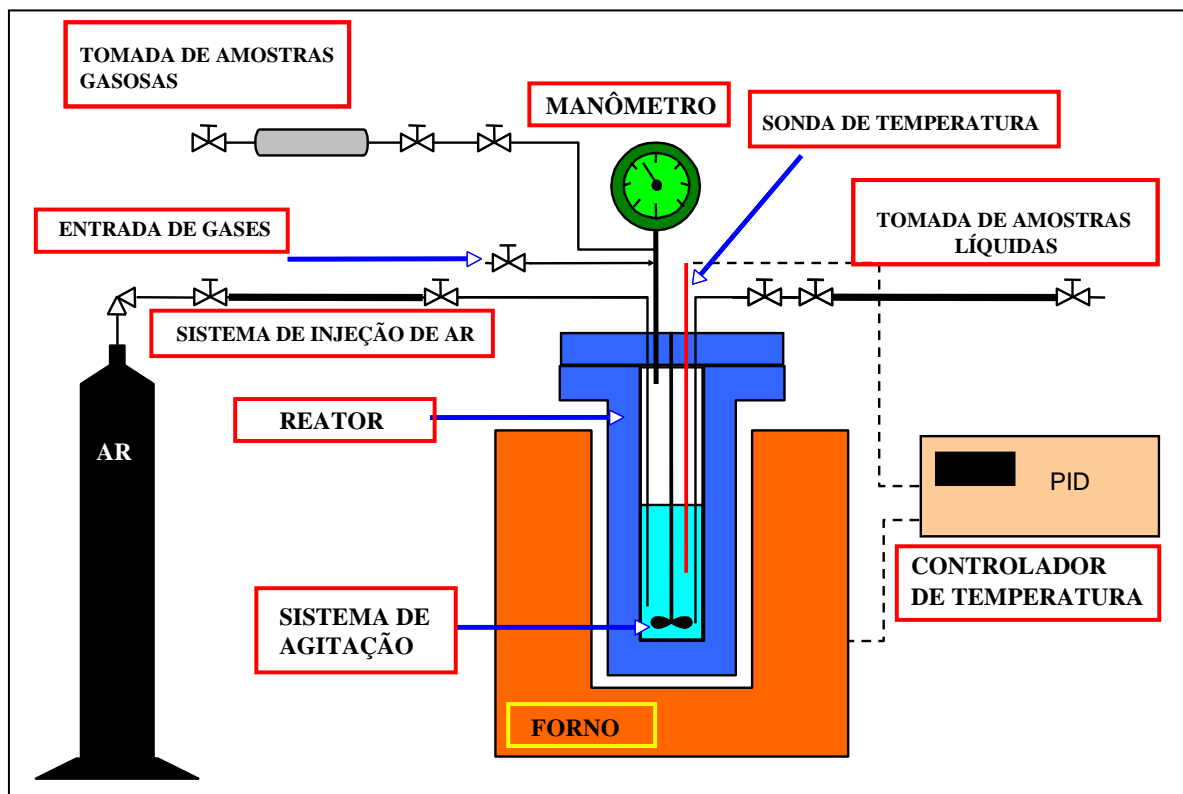 TOMADA DE AMOSTRAS
GASOSAS
MANÔMETRO
SONDA DE TEMPERATURA
ENTRADA DE GASES
TOMADA DE AMOSTRAS
LÍQUIDAS
SISTEMA DE INJEÇÃO DE AR
REATOR
AR
PID
CONTROLADOR
DE TEMPERATURA
SISTEMA DE
AGITAÇÃO
FORNO